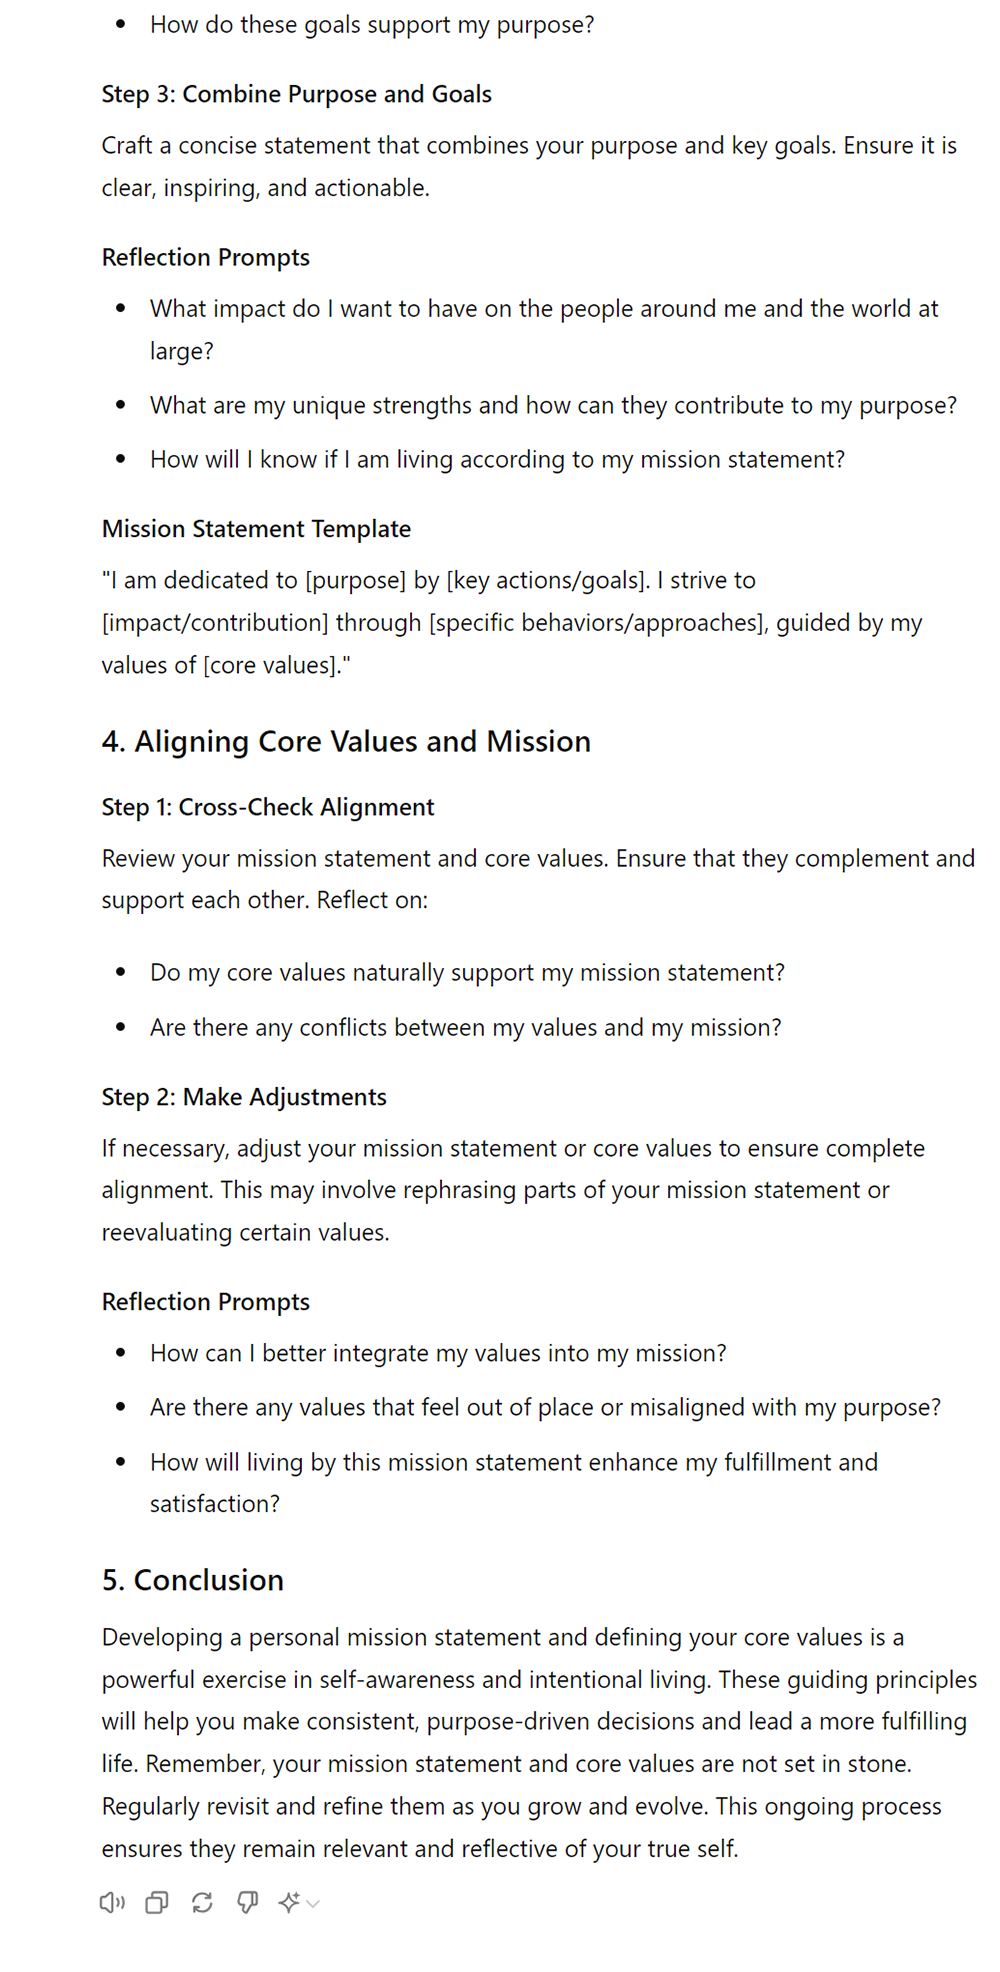 How do these goals support my purpose?
Step 3: Combine Purpose and Goals
Craft a concise statement that combines your purpose and key goals. Ensure it is
clear, inspiring, and actionable.
Reflection Prompts
What impact do I want to have on the people around me and the world at
large?
What are my unique strengths and how can they contribute to my purpose?
How will I know if I am living according to my mission statement?
Mission Statement Template
"I am dedicated to [purpose] by [key actions/goals]. I strive to
[impact/contribution] through [specific behaviors/approaches], guided by my
values of [core values]."
4. Aligning Core Values and Mission
Step 1: Cross-Check Alignment
Review your mission statement and core values. Ensure that they complement and
support each other. Reflect on:
Do my core values naturally support my mission statement?
Are there any conflicts between my values and my mission?
Step 2: Make Adjustments
If necessary, adjust your mission statement or core values to ensure complete
alignment. This may involve rephrasing parts of your mission statement or
reevaluating certain values.
Reflection Prompts
How can I better integrate my values into my mission?
Are there any values that feel out of place or misaligned with my purpose?
How will living by this mission statement enhance my fulfillment and
satisfaction?
5. Conclusion
Developing a personal mission statement and defining your core values is a
powerful exercise in self-awareness and intentional living. These guiding principles
will help you make consistent, purpose-driven decisions and lead a more fulfilling
life. Remember, your mission statement and core values are not set in stone.
Regularly revisit and refine them as you grow and evolve. This ongoing process
ensures they remain relevant and reflective of your true self.